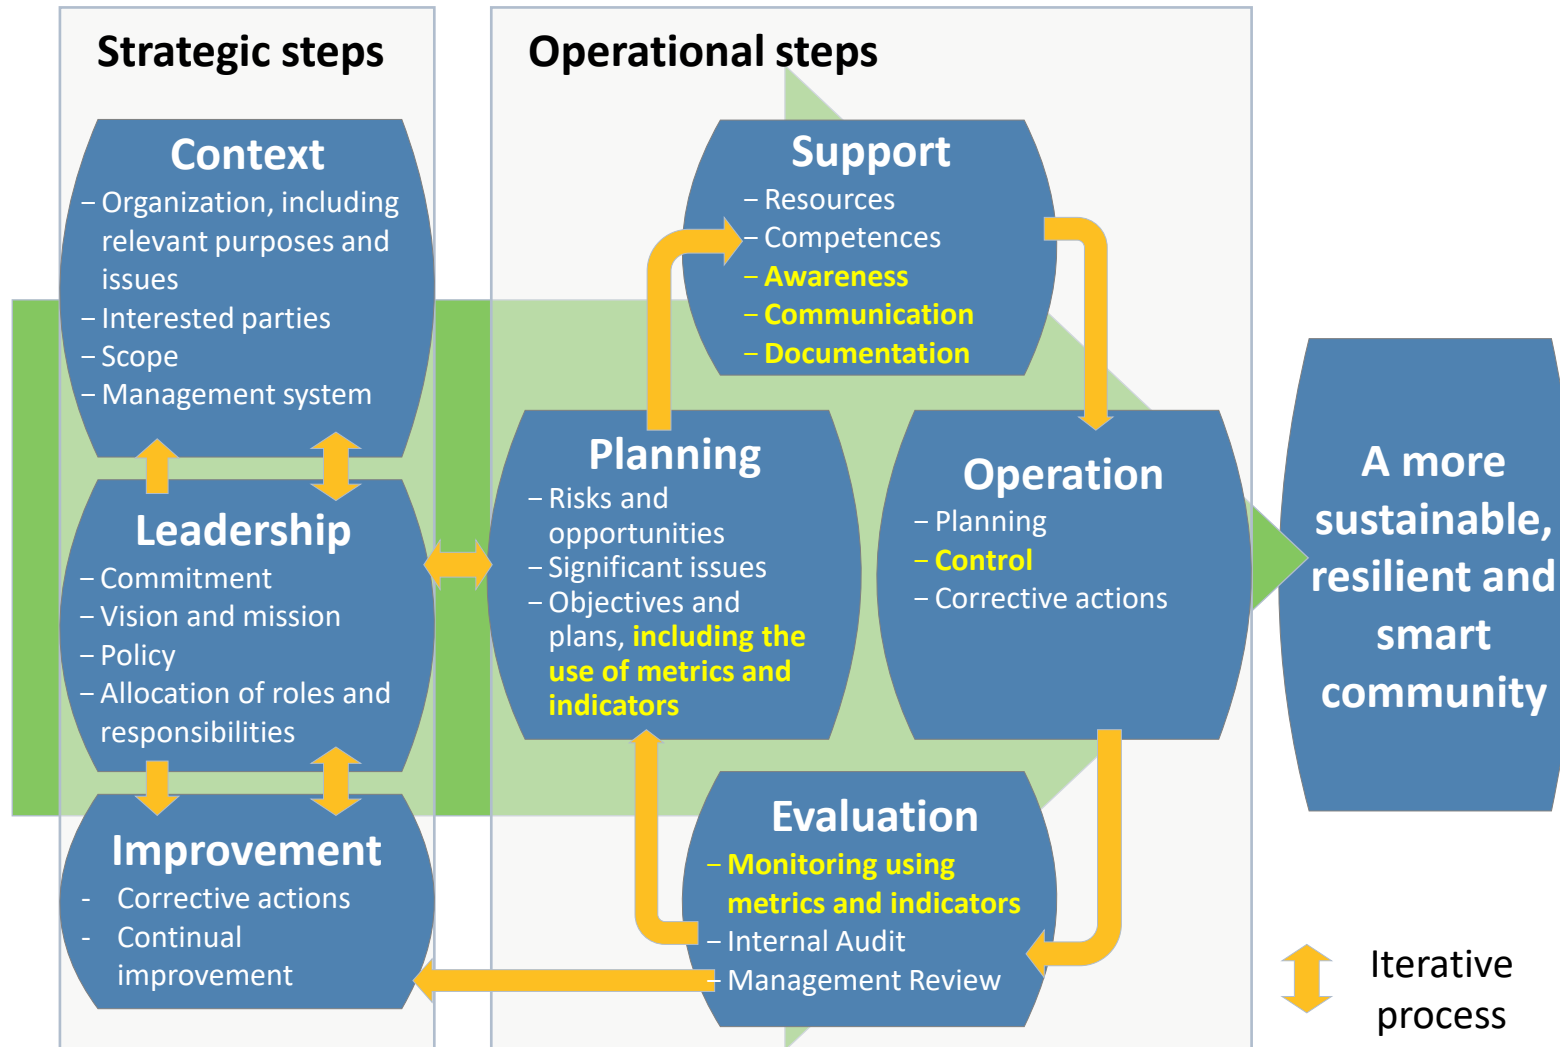 Strategic steps
Operational steps
Context
– Organization, including
relevant purposes and
issues
– Interested parties
– Scope
– Management system
Leadership
– Commitment
– Vision and mission
– Policy
– Allocation of roles and
responsibilities
Improvement
- Corrective actions
- Continual
improvement
Support
– Resources
– Competences
– Awareness
– Communication
– Documentation
Planning
– Risks and
opportunities
– Significant issues
– Objectives and
plans, including the
use of metrics and
indicators
Operation
– Planning
– Control
– Corrective actions
Evaluation
– Monitoring using
metrics and indicators
– Internal Audit
– Management Review
A more
sustainable,
resilient and
smart
community
Iterative
process